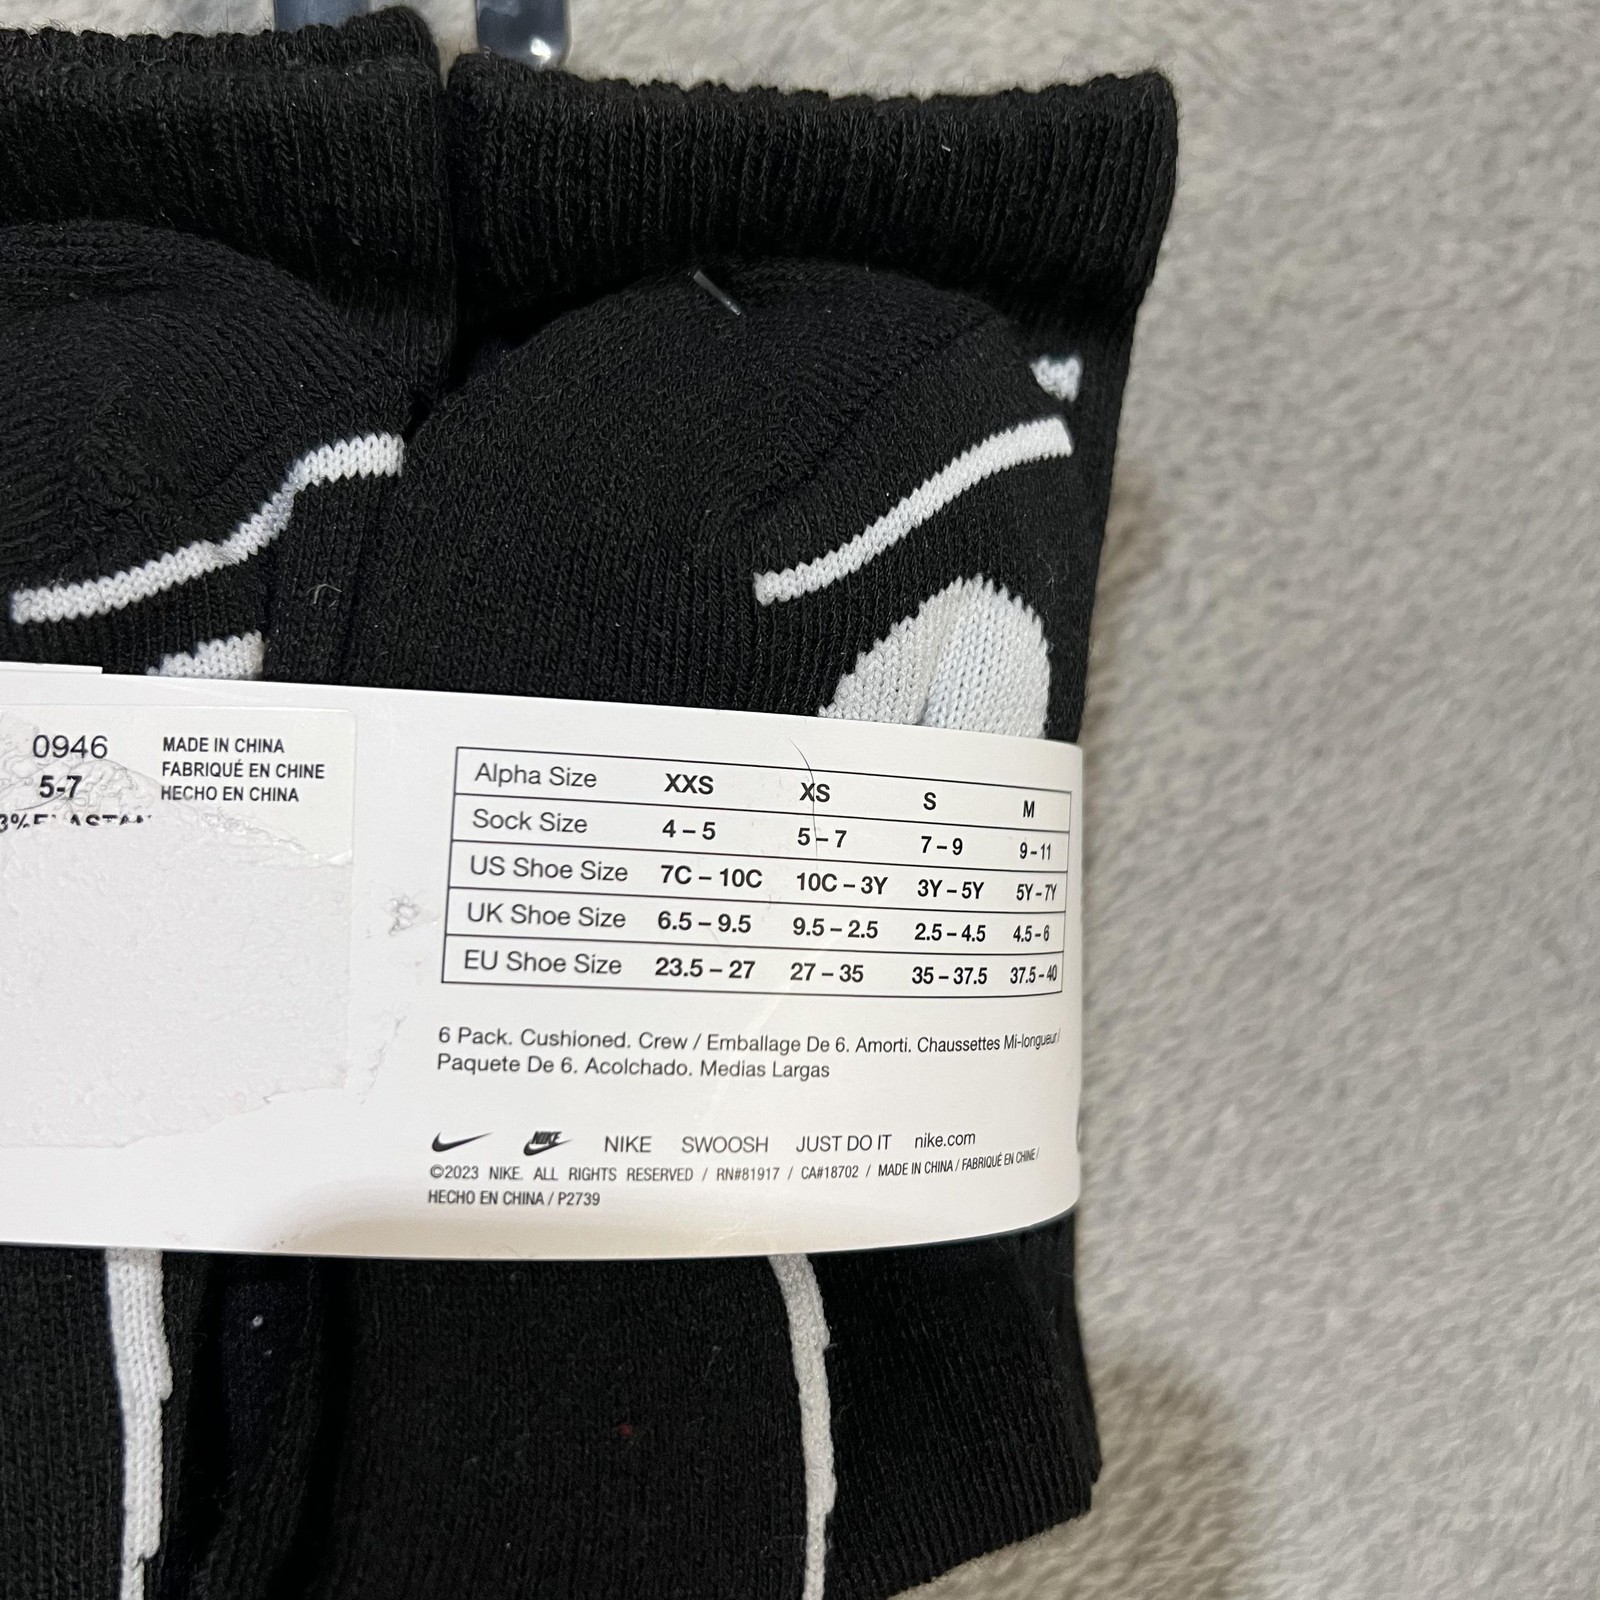 0946
5-7
MADE IN CHINA
FABRIQUÉ EN CHINE
HECHO EN CHINA
Alpha Size XXS XS S M
Sock Size 4 – 5 5 – 7 7 – 9 9 – 11
US Shoe Size 7C – 10C 10C – 3Y 3Y – 5Y 5Y – 7Y
UK Shoe Size 6.5 – 9.5 9.5 – 2.5 2.5 – 4.5 4.5 – 6
EU Shoe Size 23.5 – 27 27 – 35 35 – 37.5 37.5 – 40
6 Pack. Cushioned. Crew / Emballage De 6. Amorti. Chaussettes Mi-longueur /
Paquete De 6. Acolchado. Medias Largas
NIKE NIKE SWOOSH JUST DO IT nike.com
©2023 NIKE. ALL RIGHTS RESERVED / RN#81917 / CA#18702 / MADE IN CHINA / FABRIQUÉ EN CHINE /
HECHO EN CHINA / P2739